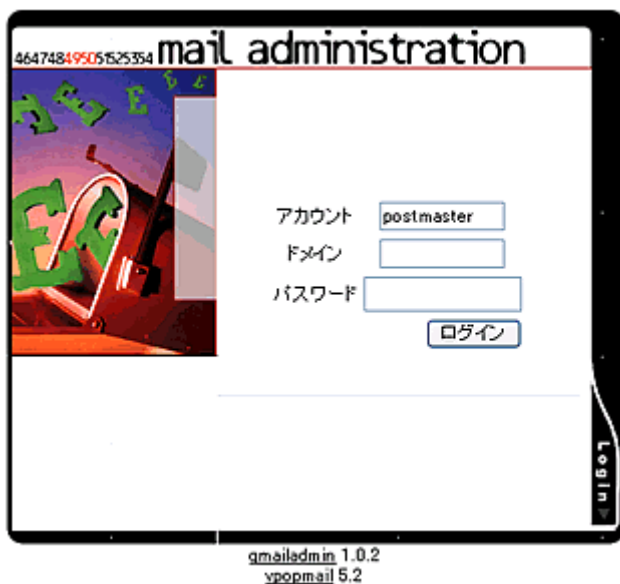 464748495051525354 mail administration
アカウント postmaster
ドメイン
パスワード
ログイン
Login
qmailadmin 1.0.2
vpopmail 5.2